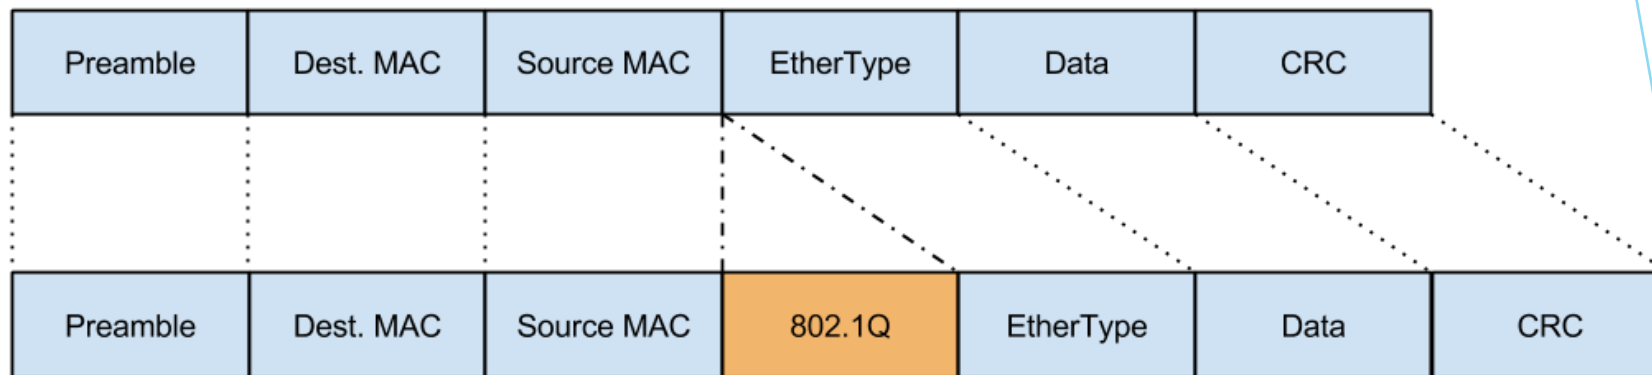 Preamble Dest. MAC Source MAC EtherType Data CRC
Preamble Dest. MAC Source MAC 802.1Q EtherType Data CRC